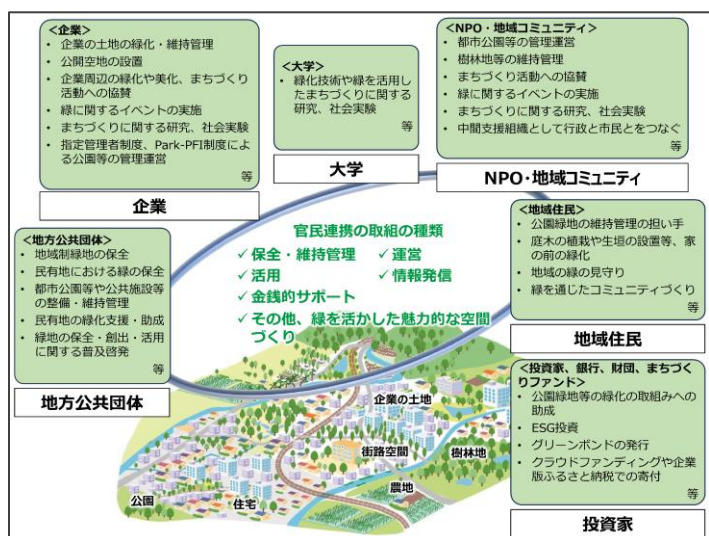 <企業>
• 企業の土地の緑化・維持管理
• 公開空地の設置
• 企業周辺の緑化や美化、まちづくり
活動への協賛
• 緑に関するイベントの実施
• まちづくりに関する研究、社会実験
• 指定管理者制度、Park-PFI制度によ
る公園等の管理運営
等
企業
<大学>
• 緑化技術や緑を活用し
たまちづくりに関する
研究、社会実験
等
大学
<NPO・地域コミュニティ>
• 都市公園等の管理運営
• 樹林地等の維持管理
• まちづくり活動への協賛
• 緑に関するイベントの実施
• まちづくりに関する研究、社会実験
• 中間支援組織として行政と市民とをつなぐ
等
NPO・地域コミュニティ
<地方公共団体>
• 地域制緑地の保全
• 民有地における緑の保全
• 都市公園等や公共施設等
の整備・維持管理
• 民有地の緑化支援・助成
• 緑地の保全・創出・活用
に関する普及啓発
等
地方公共団体
官民連携の取組の種類
✓ 保全・維持管理
✓ 運営
✓ 活用
✓ 情報発信
✓ 金銭的サポート
✓ その他、緑を活かした魅力的な空間
づくり
<地域住民>
• 公園緑地の維持管理の担い手
• 庭木の植栽や生垣の設置等、家
の前の緑化
• 地域の緑の見守り
• 緑を通したコミュニティづくり
等
地域住民
<投資家、銀行、財団、まちづく
りファンド>
• 公園緑地等の緑化の取組みへの
助成
• ESG投資
• グリーンボンドの発行
• クラウドファンディングや企業
版ふるさと納税での寄付
等
投資家
企業の土地
街路空間
樹林地
農地
公園
住宅